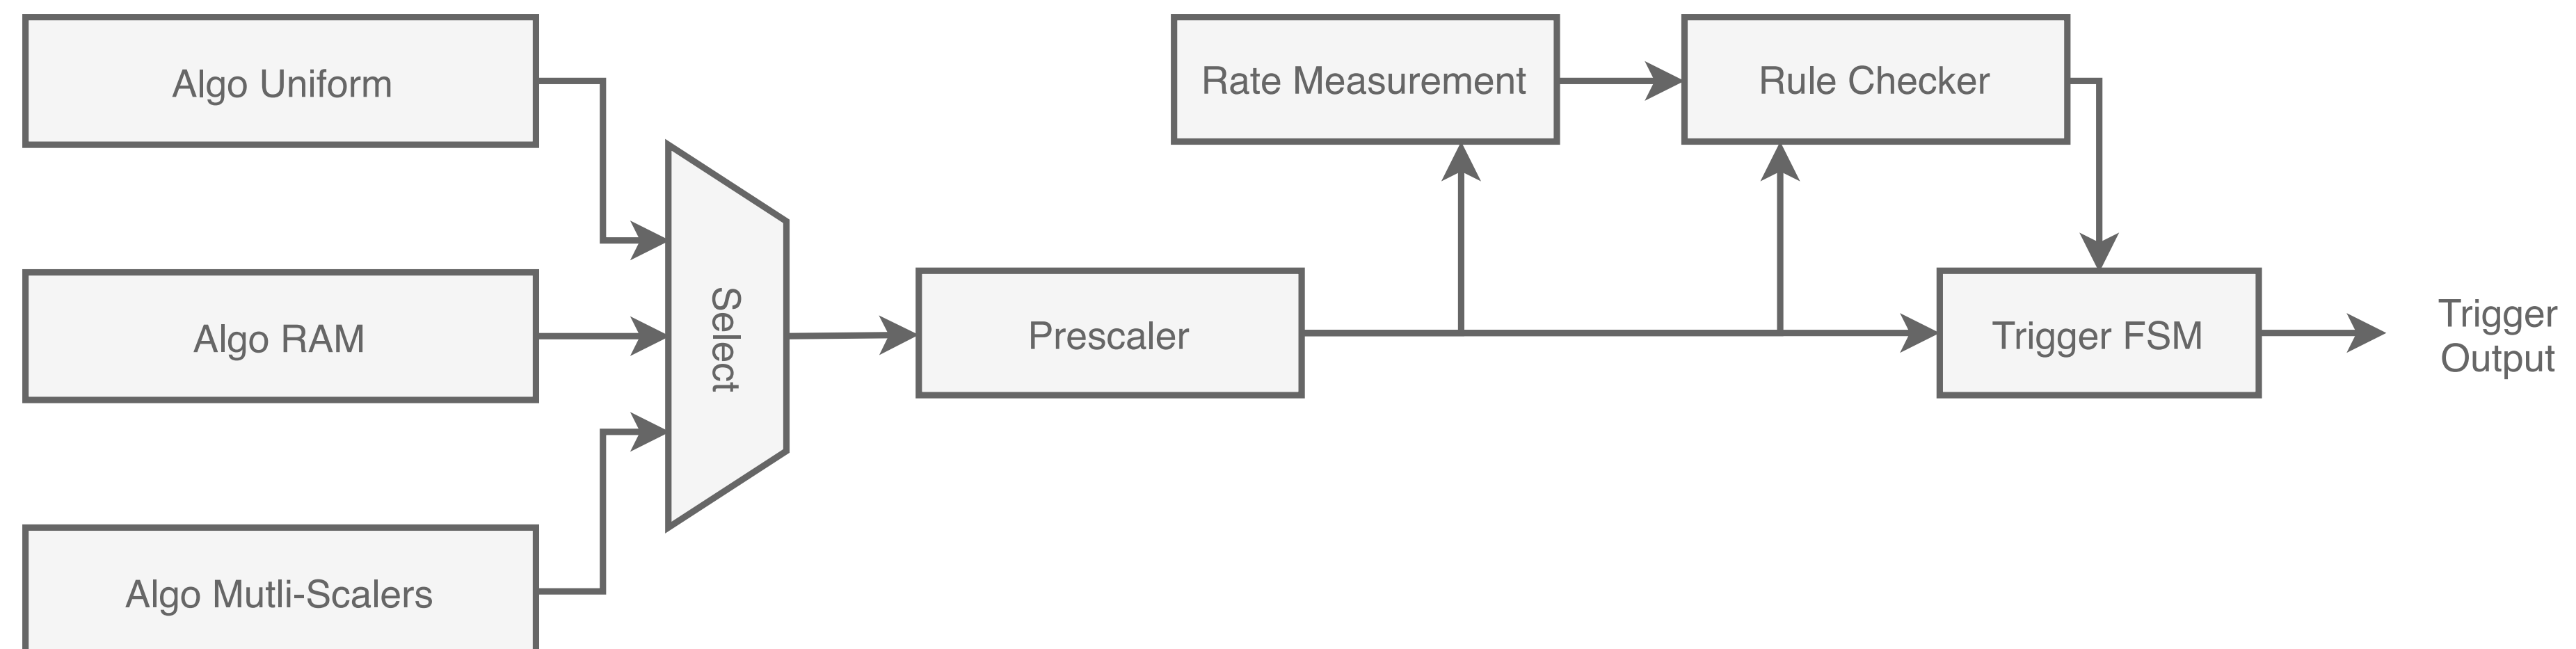 Algo Uniform
Algo RAM
Algo Mutli-Scalers
Select
Prescaler
Rate Measurement
Rule Checker
Trigger FSM
Trigger
Output